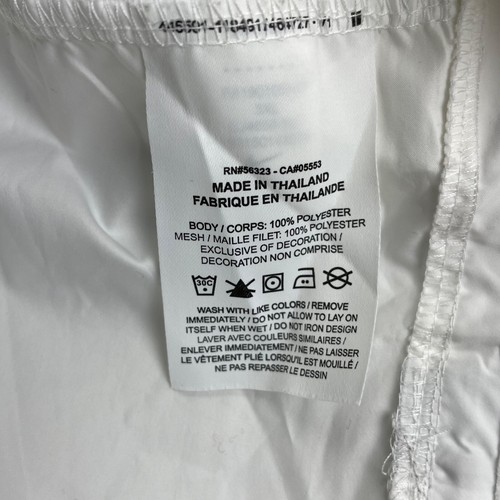 RN#56323 - CA#05553
MADE IN THAILAND
FABRIQUE EN THAILANDE
BODY / CORPS: 100% POLYESTER
MESH / MAILLE FILET: 100% POLYESTER
EXCLUSIVE OF DECORATION /
DECORATION NON COMPRISE
30C
WASH WITH LIKE COLORS / REMOVE
IMMEDIATELY / DO NOT ALLOW TO LAY ON
ITSELF WHEN WET / DO NOT IRON DESIGN
LAVER AVEC COULEURS SIMILAIRES /
ENLEVER IMMEDIATEMENT / NE PAS LAISSER
LE VÊTEMENT PLIÉ LORSQU'IL EST MOUILLÉ /
NE PAS REPASSER LE DESSIN